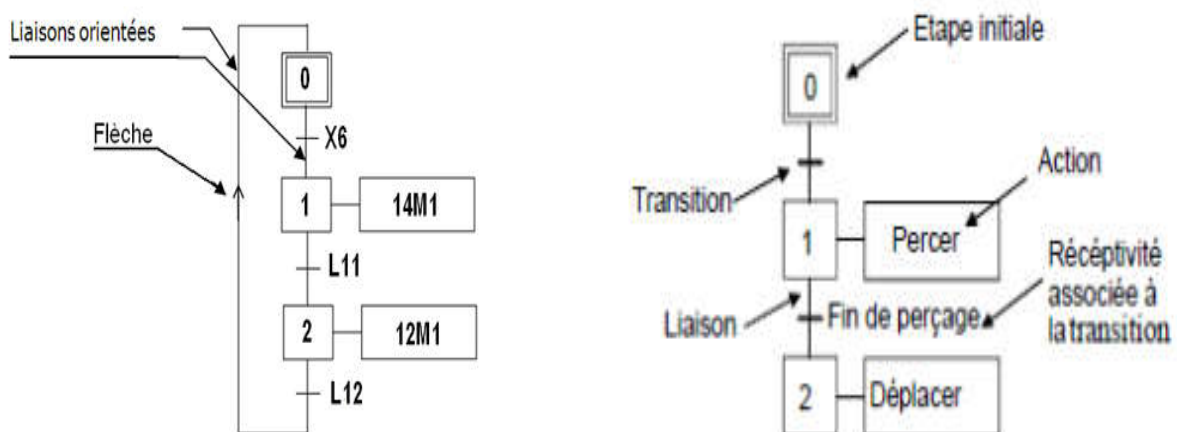 Liaisons orientées
0
X6
Flèche
1
14M1
L11
2
12M1
L12
Etape initiale
0
Transition
Action
1
Percer
Récéptivité
associée à
la transition
Liaison
Fin de perçage
2
Déplacer